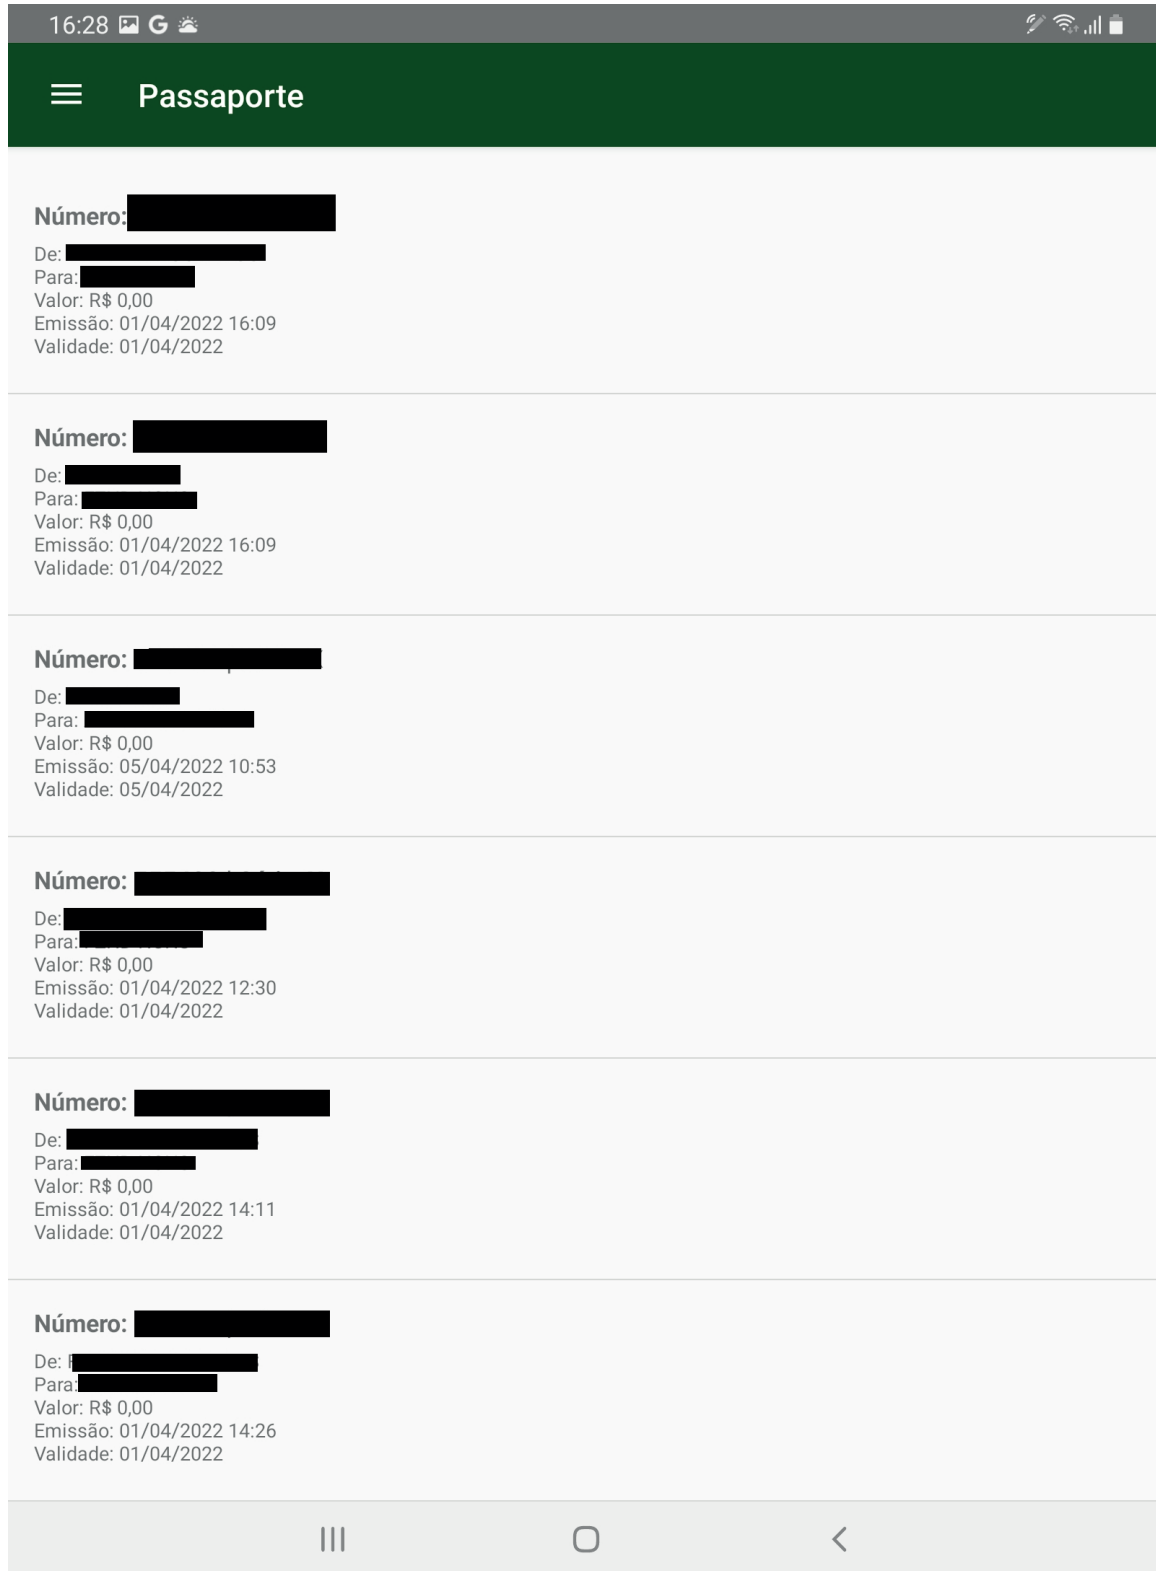 16:28
Passaporte
Número:
De:
Para:
Valor: R$ 0,00
Emissão: 01/04/2022 16:09
Validade: 01/04/2022
Número:
De:
Para:
Valor: R$ 0,00
Emissão: 01/04/2022 16:09
Validade: 01/04/2022
Número:
De:
Para:
Valor: R$ 0,00
Emissão: 05/04/2022 10:53
Validade: 05/04/2022
Número:
De:
Para:
Valor: R$ 0,00
Emissão: 01/04/2022 12:30
Validade: 01/04/2022
Número:
De:
Para:
Valor: R$ 0,00
Emissão: 01/04/2022 14:11
Validade: 01/04/2022
Número:
De:
Para:
Valor: R$ 0,00
Emissão: 01/04/2022 14:26
Validade: 01/04/2022